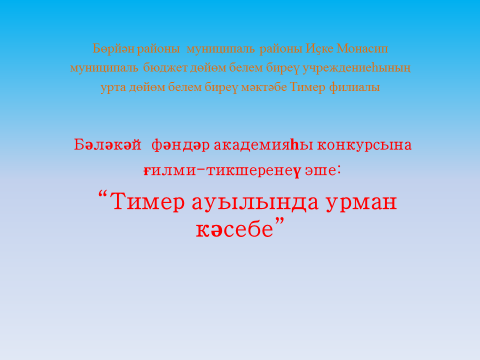 Бөрйән районы муниципаль районы Иҫке Монасип
муниципаль бюджет дөйөм белем биреү учреждениеһының
урта дөйөм белем биреү мәктәбе Тимер филиалы
Бәләкәй фәндәр академияһы конкурсына
ғилми-тикшеренеү эше:
“Тимер ауылында урман
кәсебе”